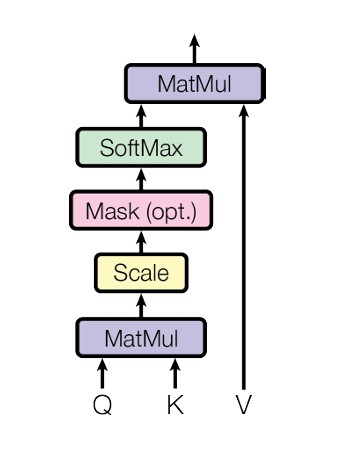 MatMul
SoftMax
Mask (opt.)
Scale
MatMul
Q K V